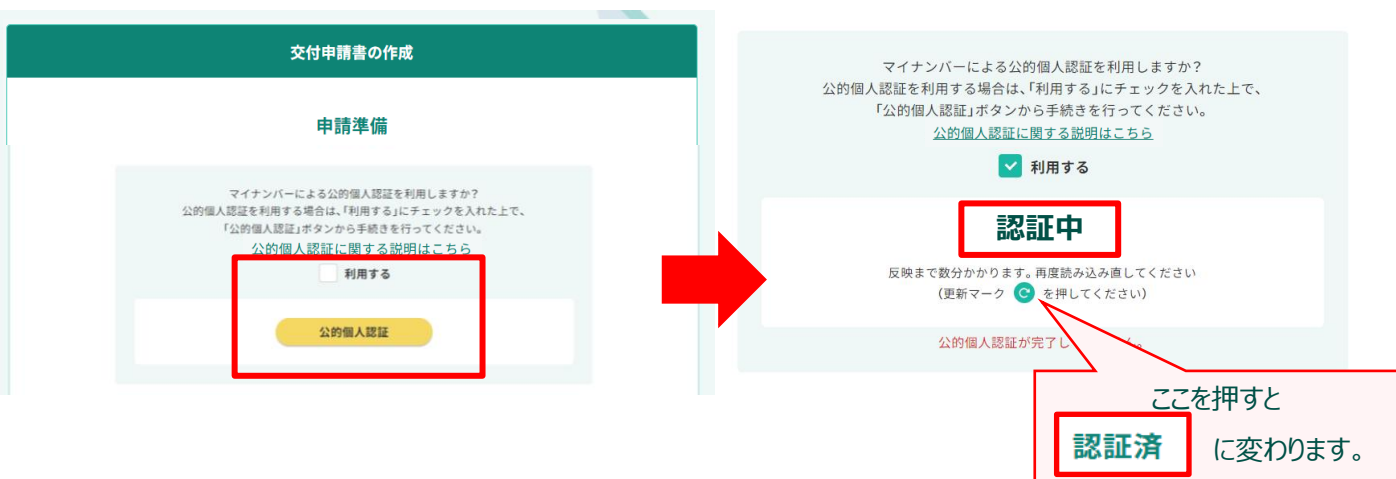 交付申請書の作成
申請準備
マイナンバーによる公的個人認証を利用しますか?
公的個人認証を利用する場合は、「利用する」にチェックを入れた上で、
「公的個人認証」ボタンから手続きを行ってください。
公的個人認証に関する説明はこちら
利用する
公的個人認証
マイナンバーによる公的個人認証を利用しますか?
公的個人認証を利用する場合は、「利用する」にチェックを入れた上で、
「公的個人認証」ボタンから手続きを行ってください。
公的個人認証に関する説明はこちら
利用する
認証中
反映まで数分かかります。再度読み込み直してください
(更新マーク を押してください)
公的個人認証が完了し
ここを押すと
認証済 に変わります。